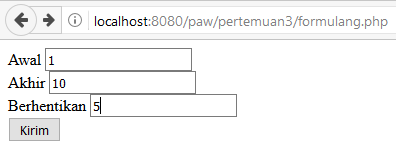 localhost:8080/paw/pertemuan3/formulang.php
Awal 1
Akhir 10
Berhentikan 5
Kirim